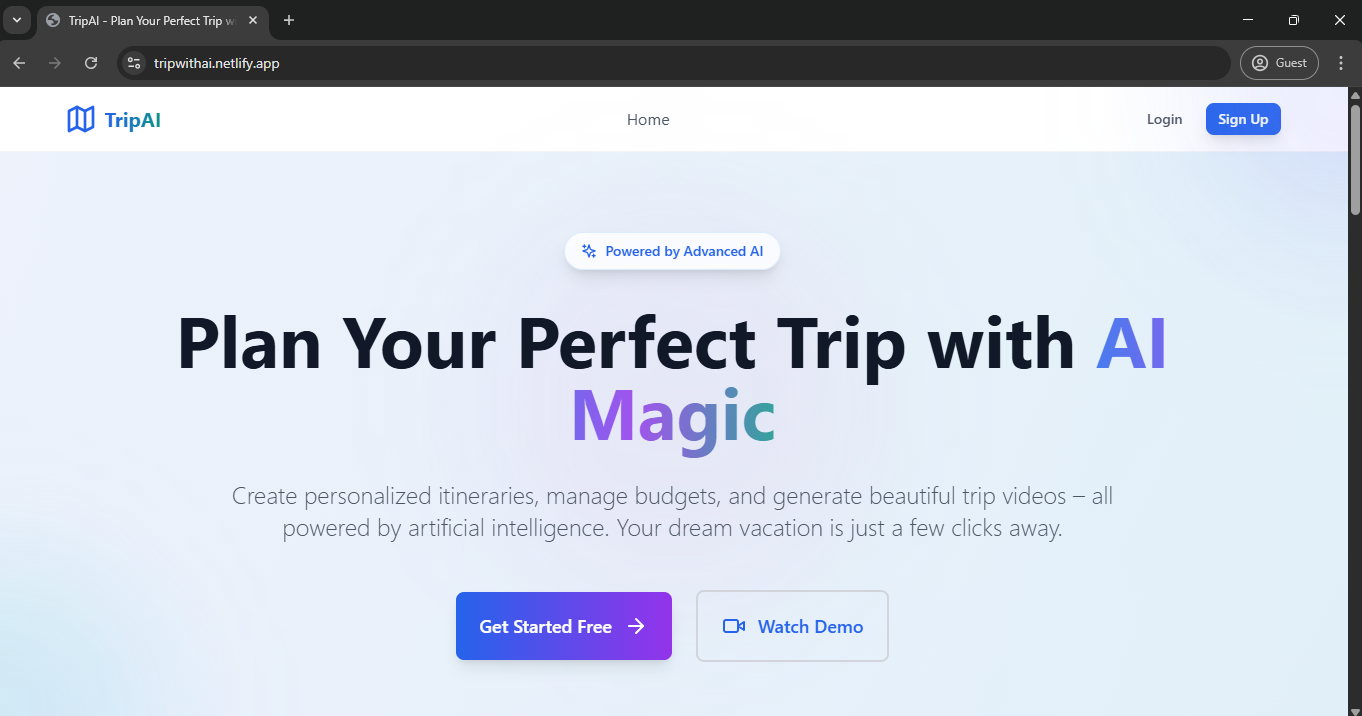 TripAI - Plan Your Perfect Trip w
tripwithai.netlify.app
Guest
TripAI
Home
Login
Sign Up
Powered by Advanced AI
Plan Your Perfect Trip with AI
Magic
Create personalized itineraries, manage budgets, and generate beautiful trip videos – all
powered by artificial intelligence. Your dream vacation is just a few clicks away.
Get Started Free
Watch Demo